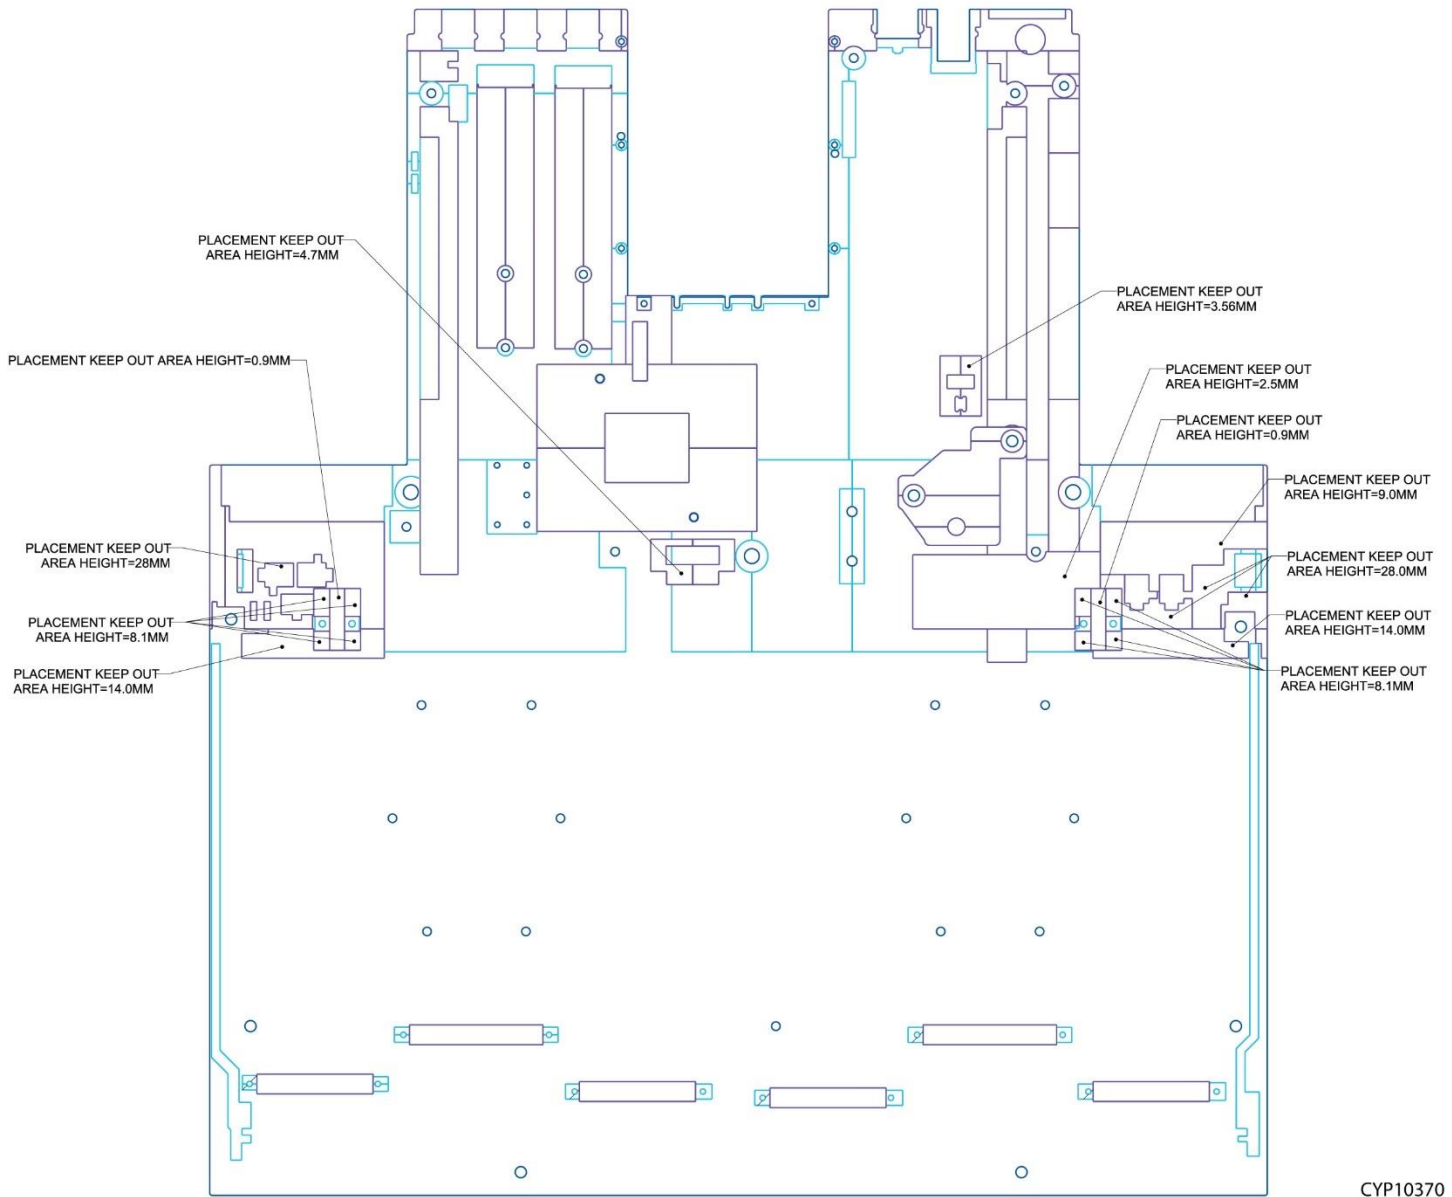 PLACEMENT KEEP OUT
AREA HEIGHT=4.7MM
PLACEMENT KEEP OUT
AREA HEIGHT=3.56MM
PLACEMENT KEEP OUT AREA HEIGHT=0.9MM
PLACEMENT KEEP OUT
AREA HEIGHT=2.5MM
PLACEMENT KEEP OUT
AREA HEIGHT=0.9MM
PLACEMENT KEEP OUT
AREA HEIGHT=9.0MM
PLACEMENT KEEP OUT
AREA HEIGHT=28MM
PLACEMENT KEEP OUT
AREA HEIGHT=28.0MM
PLACEMENT KEEP OUT
AREA HEIGHT=8.1MM
PLACEMENT KEEP OUT
AREA HEIGHT=14.0MM
PLACEMENT KEEP OUT
AREA HEIGHT=14.0MM
PLACEMENT KEEP OUT
AREA HEIGHT=8.1MM
CYP10370